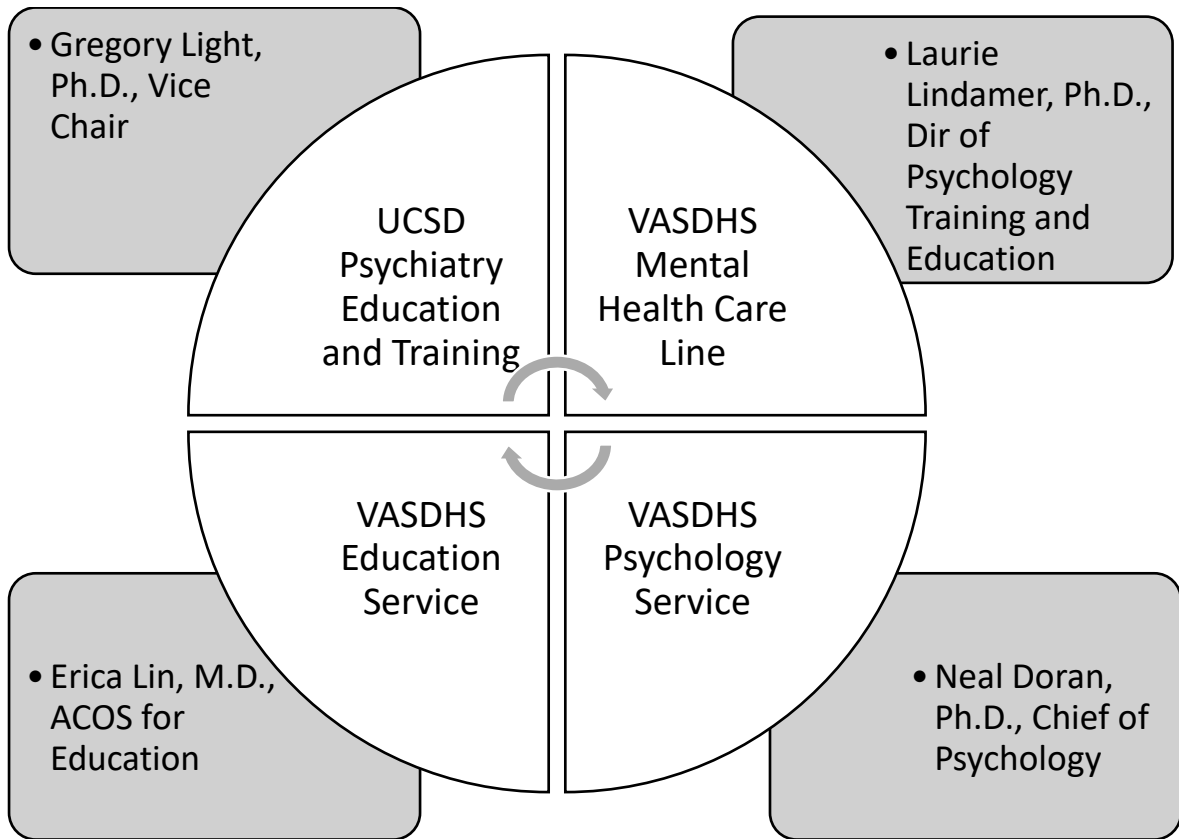 • Gregory Light,
Ph.D., Vice
Chair
• Laurie
Lindamer, Ph.D.,
Dir of
Psychology
Training and
Education
UCSD
Psychiatry
Education
and Training
VASDHS
Mental
Health Care
Line
VASDHS
Education
Service
VASDHS
Psychology
Service
• Erica Lin, M.D.,
ACOS for
Education
• Neal Doran,
Ph.D., Chief of
Psychology